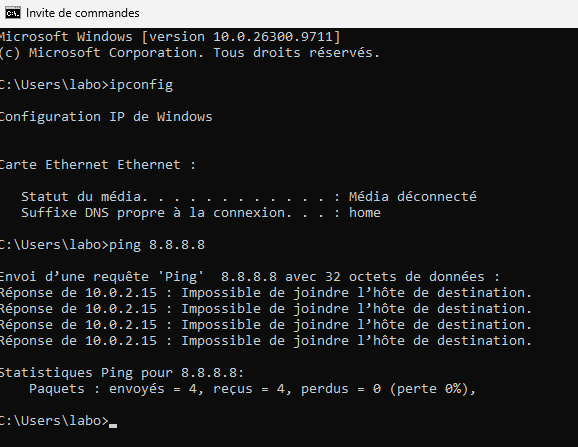 Invite de commandes
Microsoft Windows [version 10.0.26300.9711]
(c) Microsoft Corporation. Tous droits réservés.
C:\Users\labo>ipconfig
Configuration IP de Windows
Carte Ethernet Ethernet :
Statut du média. . . . . . . . . . . . : Média déconnecté
Suffixe DNS propre à la connexion. . . : home
C:\Users\labo>ping 8.8.8.8
Envoi d’une requête 'Ping'  8.8.8.8 avec 32 octets de données :
Réponse de 10.0.2.15 : Impossible de joindre l’hôte de destination.
Réponse de 10.0.2.15 : Impossible de joindre l’hôte de destination.
Réponse de 10.0.2.15 : Impossible de joindre l’hôte de destination.
Réponse de 10.0.2.15 : Impossible de joindre l’hôte de destination.
Statistiques Ping pour 8.8.8.8:
Paquets : envoyés = 4, reçus = 4, perdus = 0 (perte 0%),
C:\Users\labo>